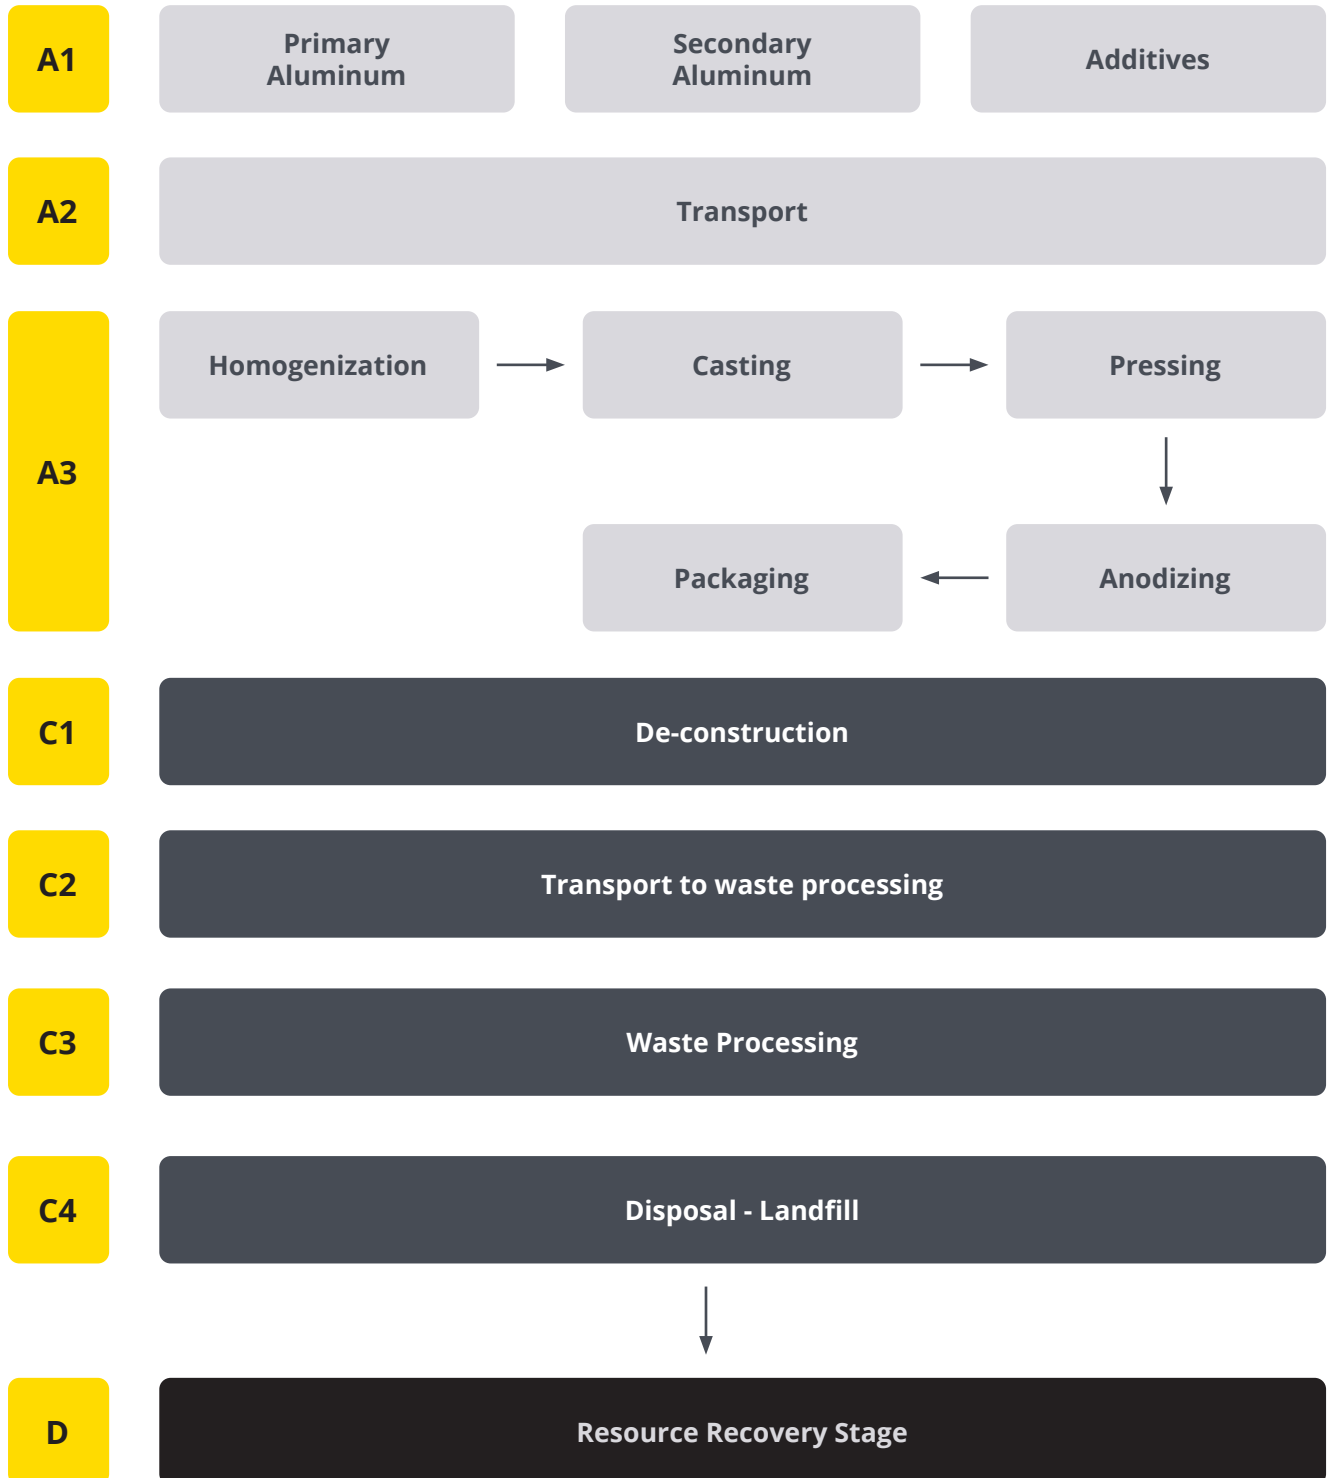 A1
Primary
Aluminum
Secondary
Aluminum
Additives
A2
Transport
A3
Homogenization
Casting
Pressing
Anodizing
Packaging
C1
De-construction
C2
Transport to waste processing
C3
Waste Processing
C4
Disposal - Landfill
D
Resource Recovery Stage